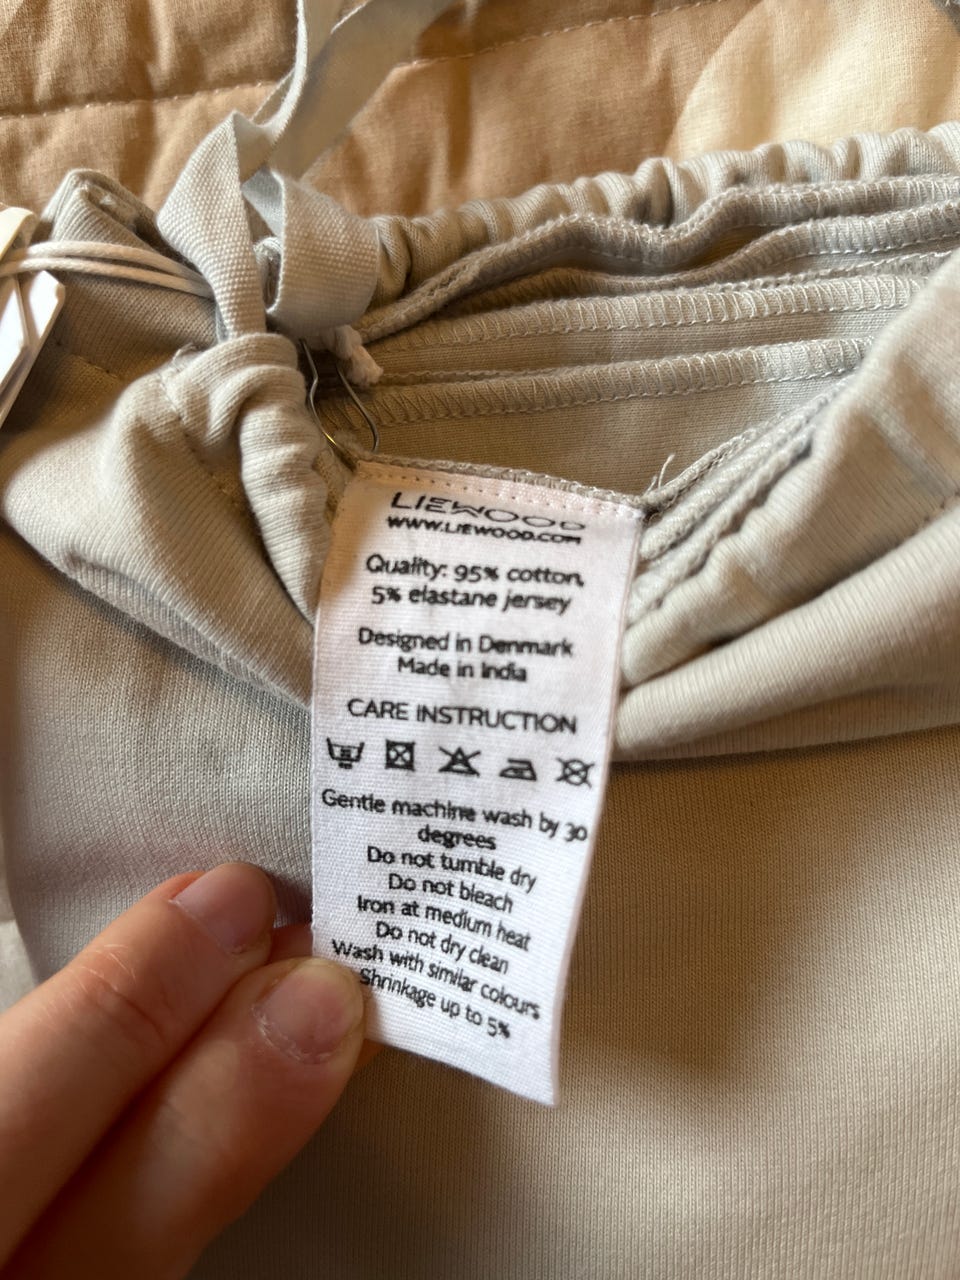 LIEWOOD
WWW.LIEWOOD.COM
Quality: 95% cotton,
5% elastane jersey
Designed in Denmark
Made in India
CARE INSTRUCTION
Gentle machine wash by 30
degrees
Do not tumble dry
Do not bleach
Iron at medium heat
Do not dry clean
Wash with similar colours
Shrinkage up to 5%